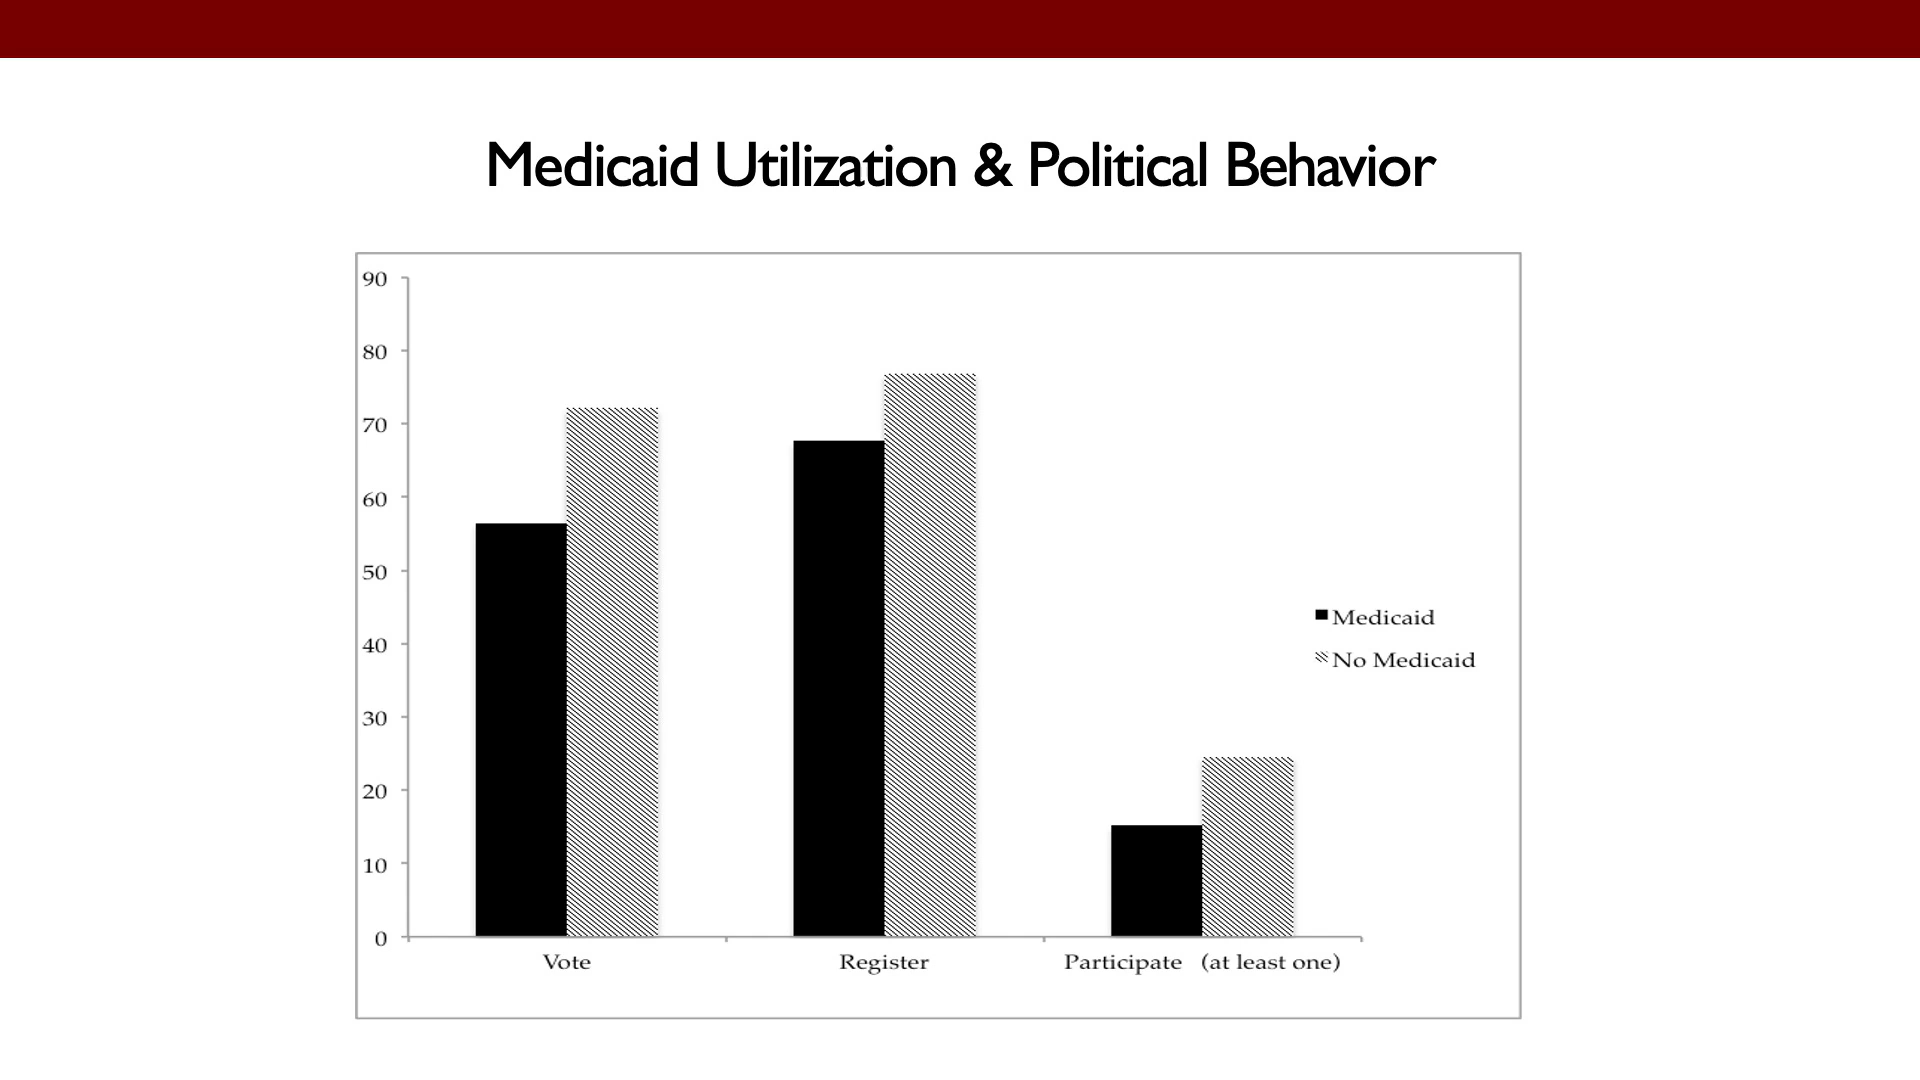 Medicaid Utilization & Political Behavior
90
80
70
60
50
40
30
20
10
0
Medicaid
No Medicaid
Vote Register Participate (at least one)